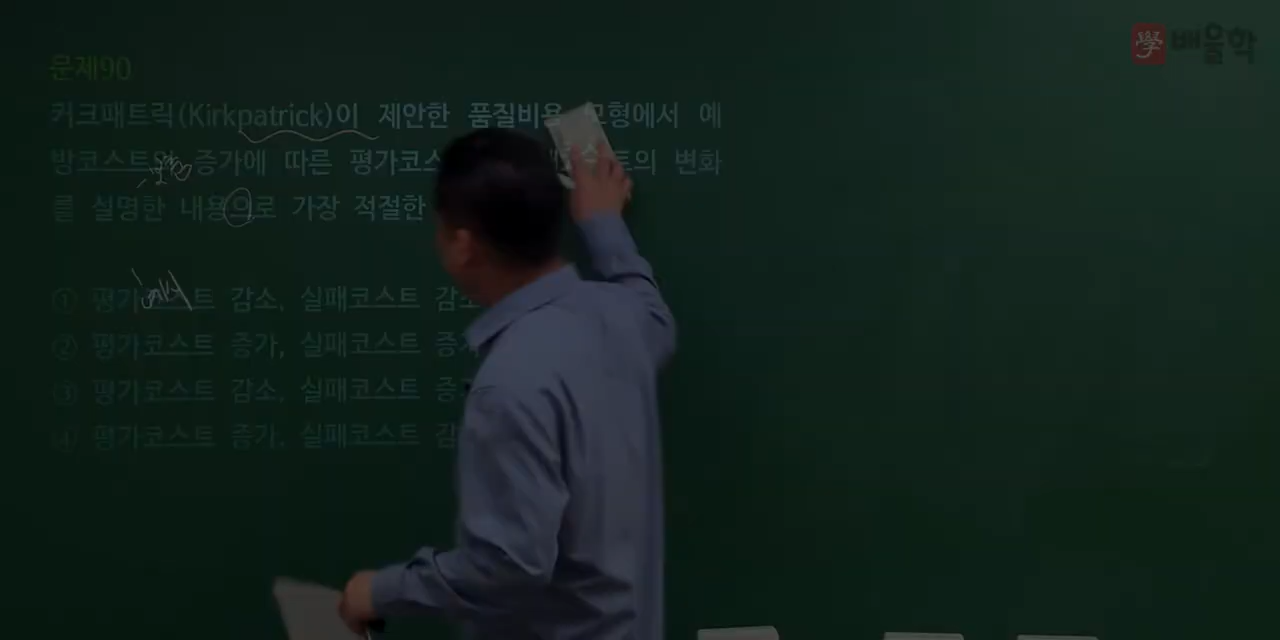 배울학
문제90
커크패트릭(Kirkpatrick)이 제안한 품질비용 모형에서 예
방코스트의 증가에 따른 평가코스트의 변화
를 설명한 내용으로 가장 적절한
① 평가코스트 감소, 실패코스트 감소
② 평가코스트 증가, 실패코스트 증가
③ 평가코스트 감소, 실패코스트
④ 평가코스트 증가, 실패코스트